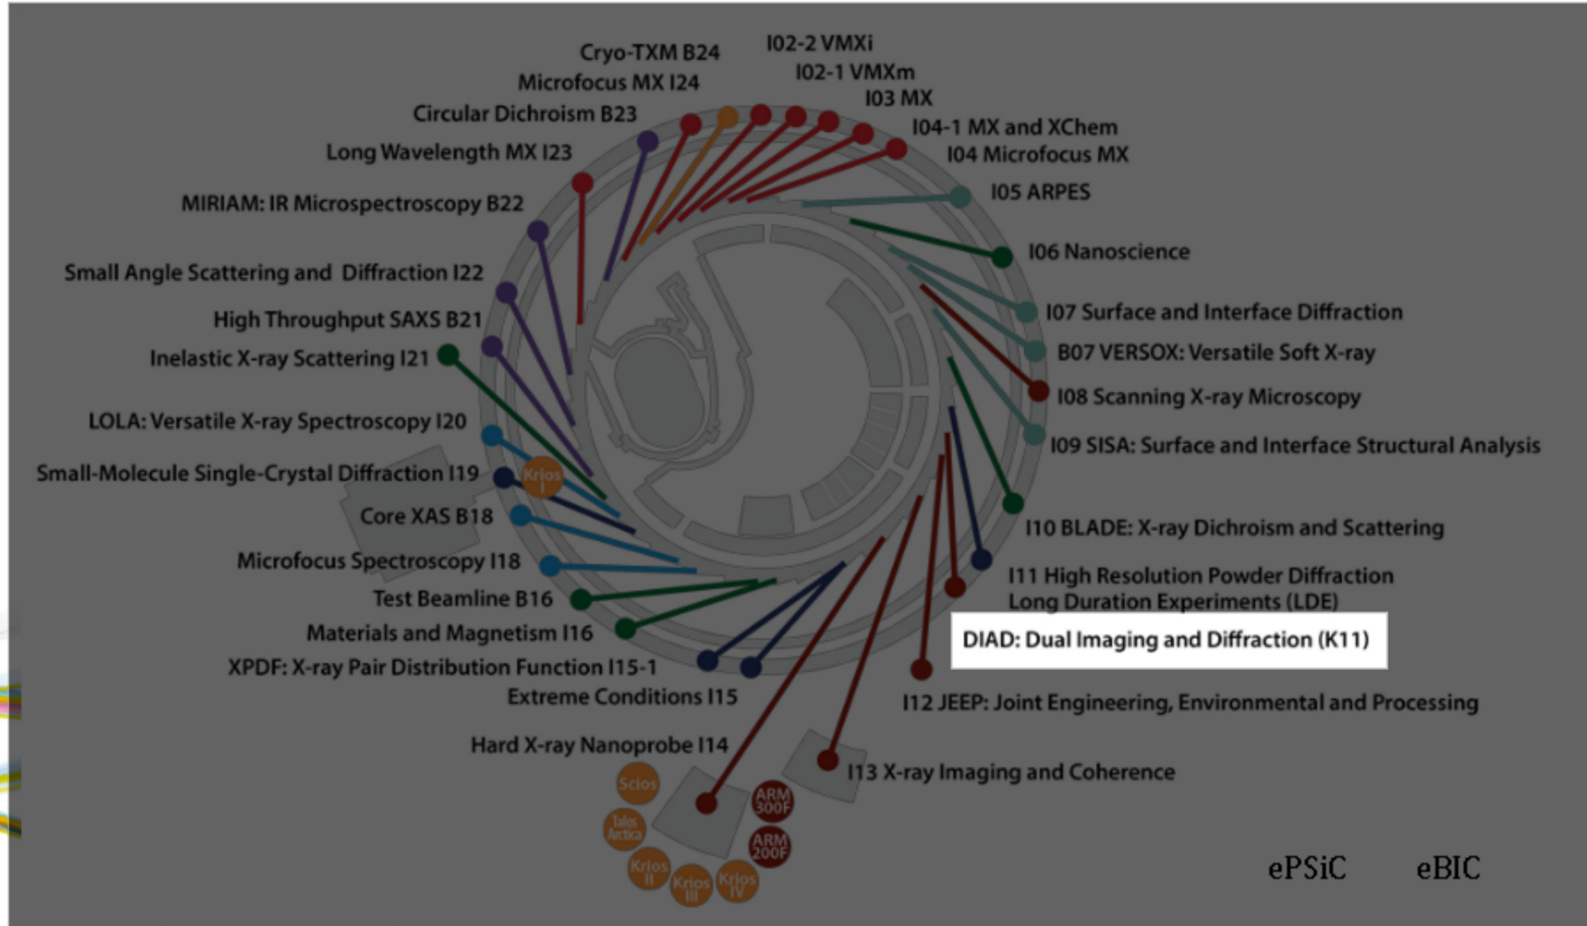 Cryo-TXM B24
Microfocus MX I24
Circular Dichroism B23
Long Wavelength MX I23
MIRIAM: IR Microspectroscopy B22
Small Angle Scattering and Diffraction I22
High Throughput SAXS B21
Inelastic X-ray Scattering I21
LOLA: Versatile X-ray Spectroscopy I20
Small-Molecule Single-Crystal Diffraction I19
Krios
I
Core XAS B18
Microfocus Spectroscopy I18
Test Beamline B16
Materials and Magnetism I16
XPDF: X-ray Pair Distribution Function I15-1
Extreme Conditions I15
Hard X-ray Nanoprobe I14
I02-2 VMXi
I02-1 VMXm
I03 MX
I04-1 MX and XChem
I04 Microfocus MX
I05 ARPES
I06 Nanoscience
I07 Surface and Interface Diffraction
B07 VERSOX: Versatile Soft X-ray
I08 Scanning X-ray Microscopy
I09 SISA: Surface and Interface Structural Analysis
I10 BLADE: X-ray Dichroism and Scattering
I11 High Resolution Powder Diffraction
Long Duration Experiments (LDE)
DIAD: Dual Imaging and Diffraction (K11)
I12 JEEP: Joint Engineering, Environmental and Processing
I13 X-ray Imaging and Coherence
Scios
Talos
Arctica
Krios
II
Krios
III
Krios
IV
ARM
300F
ARM
200F
ePSiC
eBIC